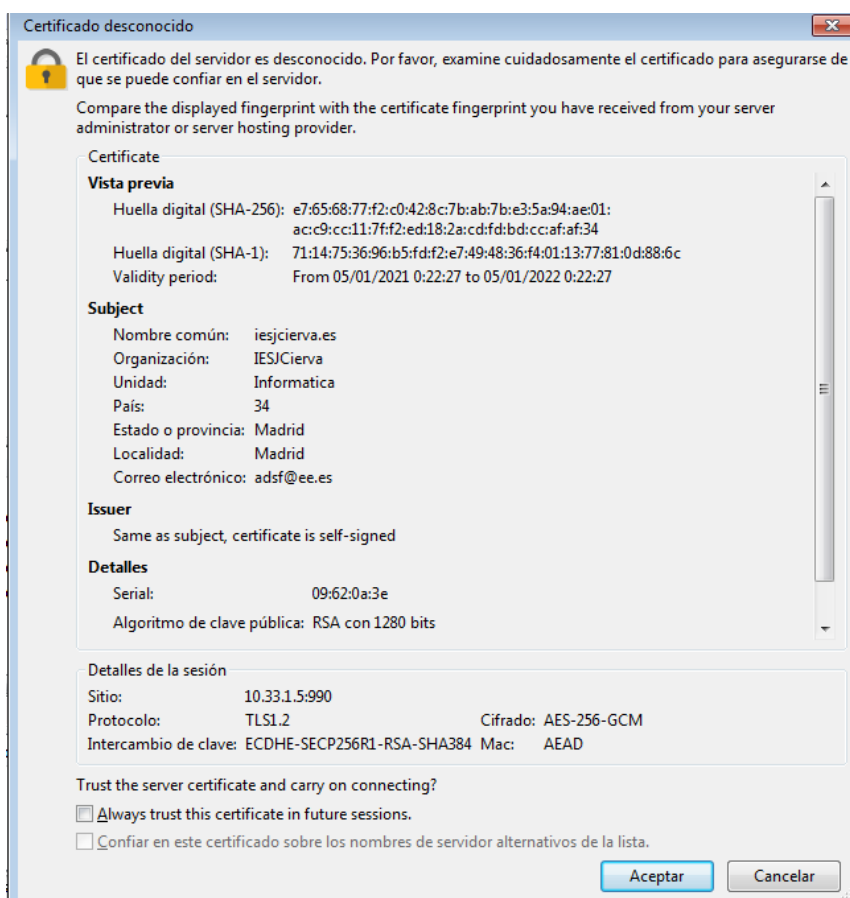 Certificado desconocido
El certificado del servidor es desconocido. Por favor, examine cuidadosamente el certificado para asegurarse de
que se puede confiar en el servidor.
Compare the displayed fingerprint with the certificate fingerprint you have received from your server
administrator or server hosting provider.
Certificate
Vista previa
Huella digital (SHA-256): e7:65:68:77:f2:c0:42:8c:7b:ab:7b:e3:5a:94:ae:01:
ac:c9:cc:11:7f:f2:ed:18:2a:cd:fd:bd:cc:af:af:34
Huella digital (SHA-1): 71:14:75:36:96:b5:fd:f2:e7:49:48:36:f4:01:13:77:81:0d:88:6c
Validity period: From 05/01/2021 0:22:27 to 05/01/2022 0:22:27
Subject
Nombre común: iesjcierva.es
Organización: IESJCierva
Unidad: Informatica
País: 34
Estado o provincia: Madrid
Localidad: Madrid
Correo electrónico: adsf@ee.es
Issuer
Same as subject, certificate is self-signed
Detalles
Serial: 09:62:0a:3e
Algoritmo de clave pública: RSA con 1280 bits
Detalles de la sesión
Sitio: 10.33.1.5:990
Protocolo: TLS1.2 Cifrado: AES-256-GCM
Intercambio de clave: ECDHE-SECP256R1-RSA-SHA384 Mac: AEAD
Trust the server certificate and carry on connecting?
Always trust this certificate in future sessions.
Confiar en este certificado sobre los nombres de servidor alternativos de la lista.
Aceptar Cancelar